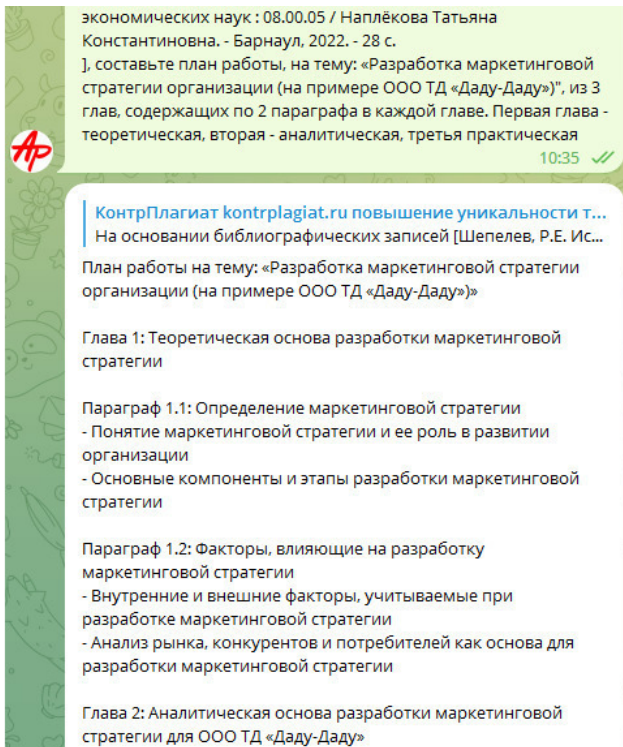 экономических наук : 08.00.05 / Наплёкова Татьяна
Константиновна. - Барнаул, 2022. - 28 с.
], составьте план работы, на тему: «Разработка маркетинговой
стратегии организации (на примере ООО ТД «Даду-Даду»)", из 3
глав, содержащих по 2 параграфа в каждой главе. Первая глава -
теоретическая, вторая - аналитическая, третья практическая
10:35
Ар
КонтрПлагиат kontrplagiat.ru повышение уникальности т...
На основании библиографических записей [Шепелев, Р.Е. Ис...
План работы на тему: «Разработка маркетинговой стратегии
организации (на примере ООО ТД «Даду-Даду»)»
Глава 1: Теоретическая основа разработки маркетинговой
стратегии
Параграф 1.1: Определение маркетинговой стратегии
- Понятие маркетинговой стратегии и ее роль в развитии
организации
- Основные компоненты и этапы разработки маркетинговой
стратегии
Параграф 1.2: Факторы, влияющие на разработку
маркетинговой стратегии
- Внутренние и внешние факторы, учитываемые при
разработке маркетинговой стратегии
- Анализ рынка, конкурентов и потребителей как основа для
разработки маркетинговой стратегии
Глава 2: Аналитическая основа разработки маркетинговой
стратегии для ООО ТД «Даду-Даду»